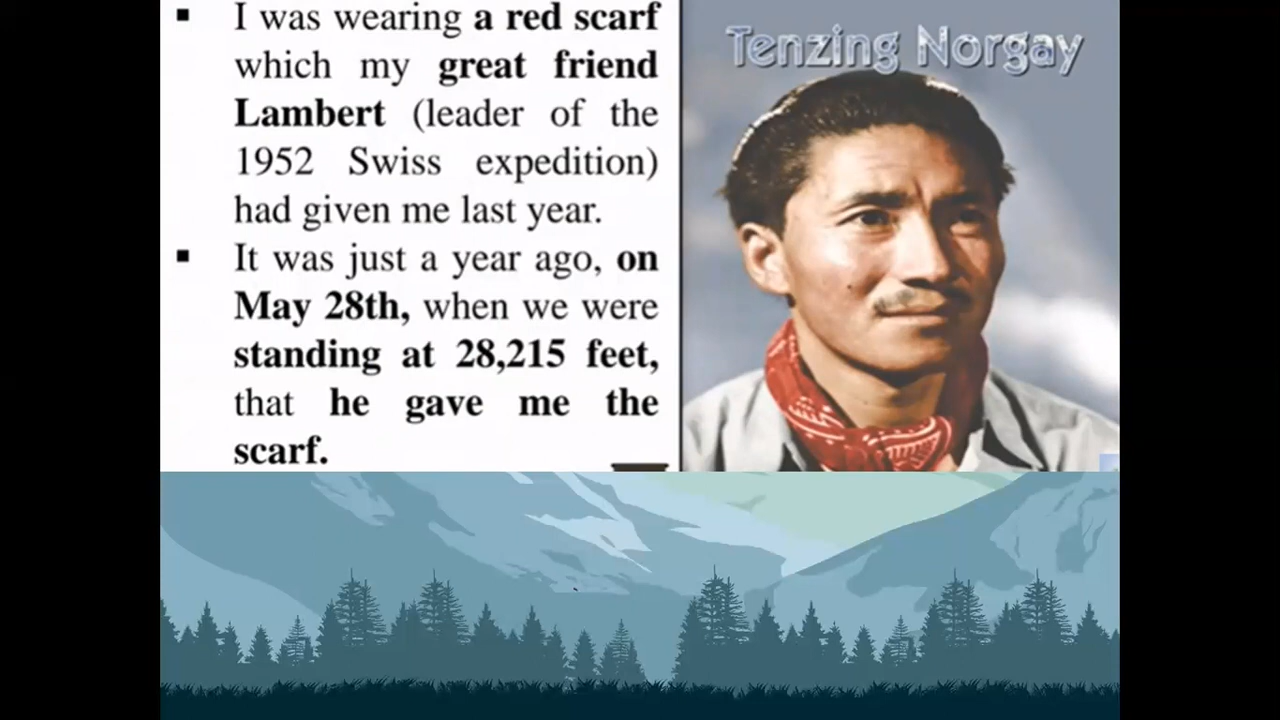 ▪ I was wearing a red scarf
which my great friend
Lambert (leader of the
1952 Swiss expedition)
had given me last year.
▪ It was just a year ago, on
May 28th, when we were
standing at 28,215 feet,
that he gave me the
scarf.
Tenzing Norgay